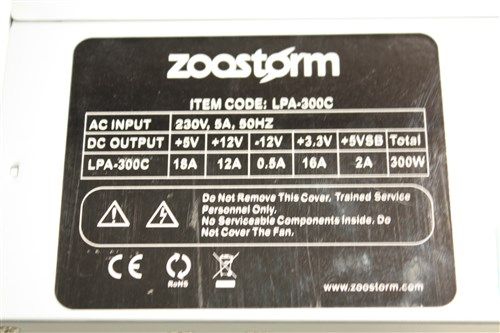 zoostorm
ITEM CODE: LPA-300C
AC INPUT 230V, 5A, 50HZ
DC OUTPUT +5V +12V -12V +3.3V +5VSB Total
LPA-300C 18A 12A 0.5A 16A 2A 300W
Do Not Remove This Cover, Trained Service
Personnel Only.
No Serviceable Components Inside. Do
Not Cover The Fan.
CE
RoHS
www.zoostorm.com